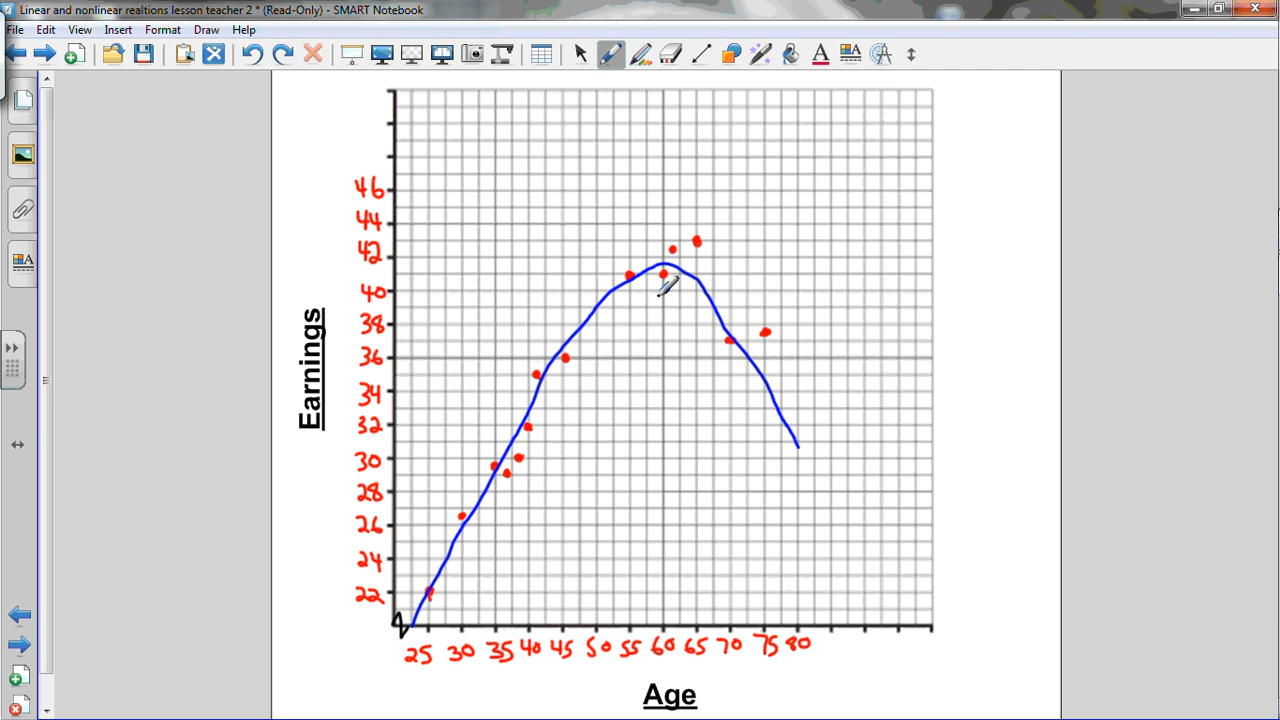 Linear and nonlinear realtions lesson teacher 2 * (Read-Only) - SMART Notebook
File Edit View Insert Format Draw Help
46
44
42
40
38
36
34
32
30
28
26
24
22
Earnings
25 30 35 40 45 50 55 60 65 70 75 80
Age